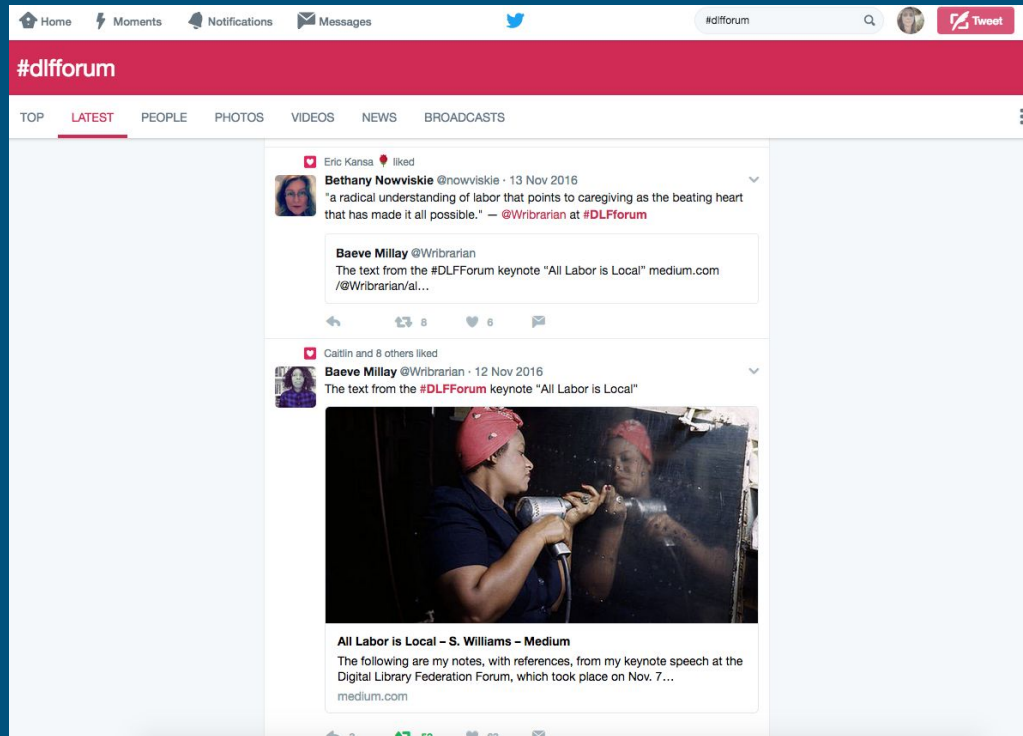 Home Moments Notifications Messages #dlfforum Tweet
#dlfforum
TOP LATEST PEOPLE PHOTOS VIDEOS NEWS BROADCASTS
Eric Kansa liked
Bethany Nowviskie @nowviskie · 13 Nov 2016
"a radical understanding of labor that points to caregiving as the beating heart
that has made it all possible." — @Wribrarian at #DLFforum
Baeve Millay @Wribrarian
The text from the #DLFForum keynote “All Labor is Local” medium.com
/@Wribrarian/al...
8 6
Caitlin and 8 others liked
Baeve Millay @Wribrarian · 12 Nov 2016
The text from the #DLFForum keynote “All Labor is Local”
All Labor is Local – S. Williams – Medium
The following are my notes, with references, from my keynote speech at the
Digital Library Federation Forum, which took place on Nov. 7...
medium.com